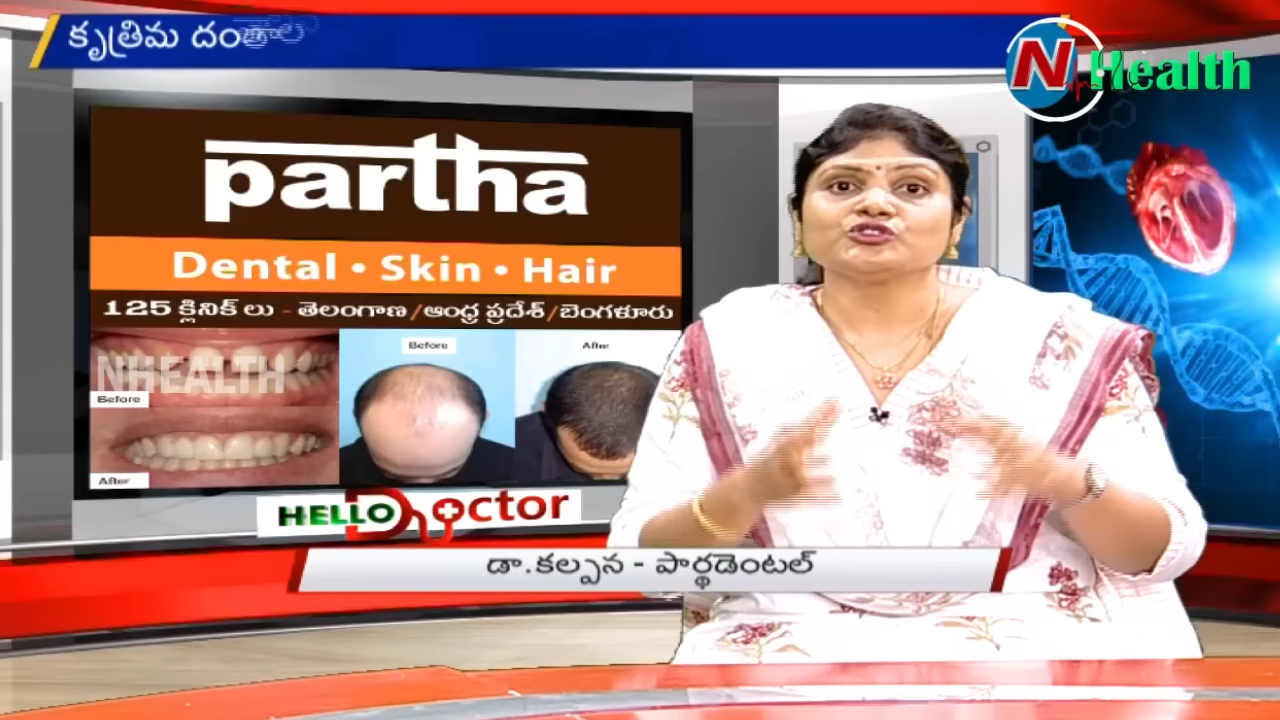 కృత్రిమ
N Health
partha
Dental • Skin • Hair
125 క్లినిక్ లు - తెలంగాణ/ఆంధ్ర ప్రదేశ్/బెంగళూరు
NHEALTH
Before
After
Before
After
HELLO Doctor
డా.కల్పన - పార్థడెంటల్